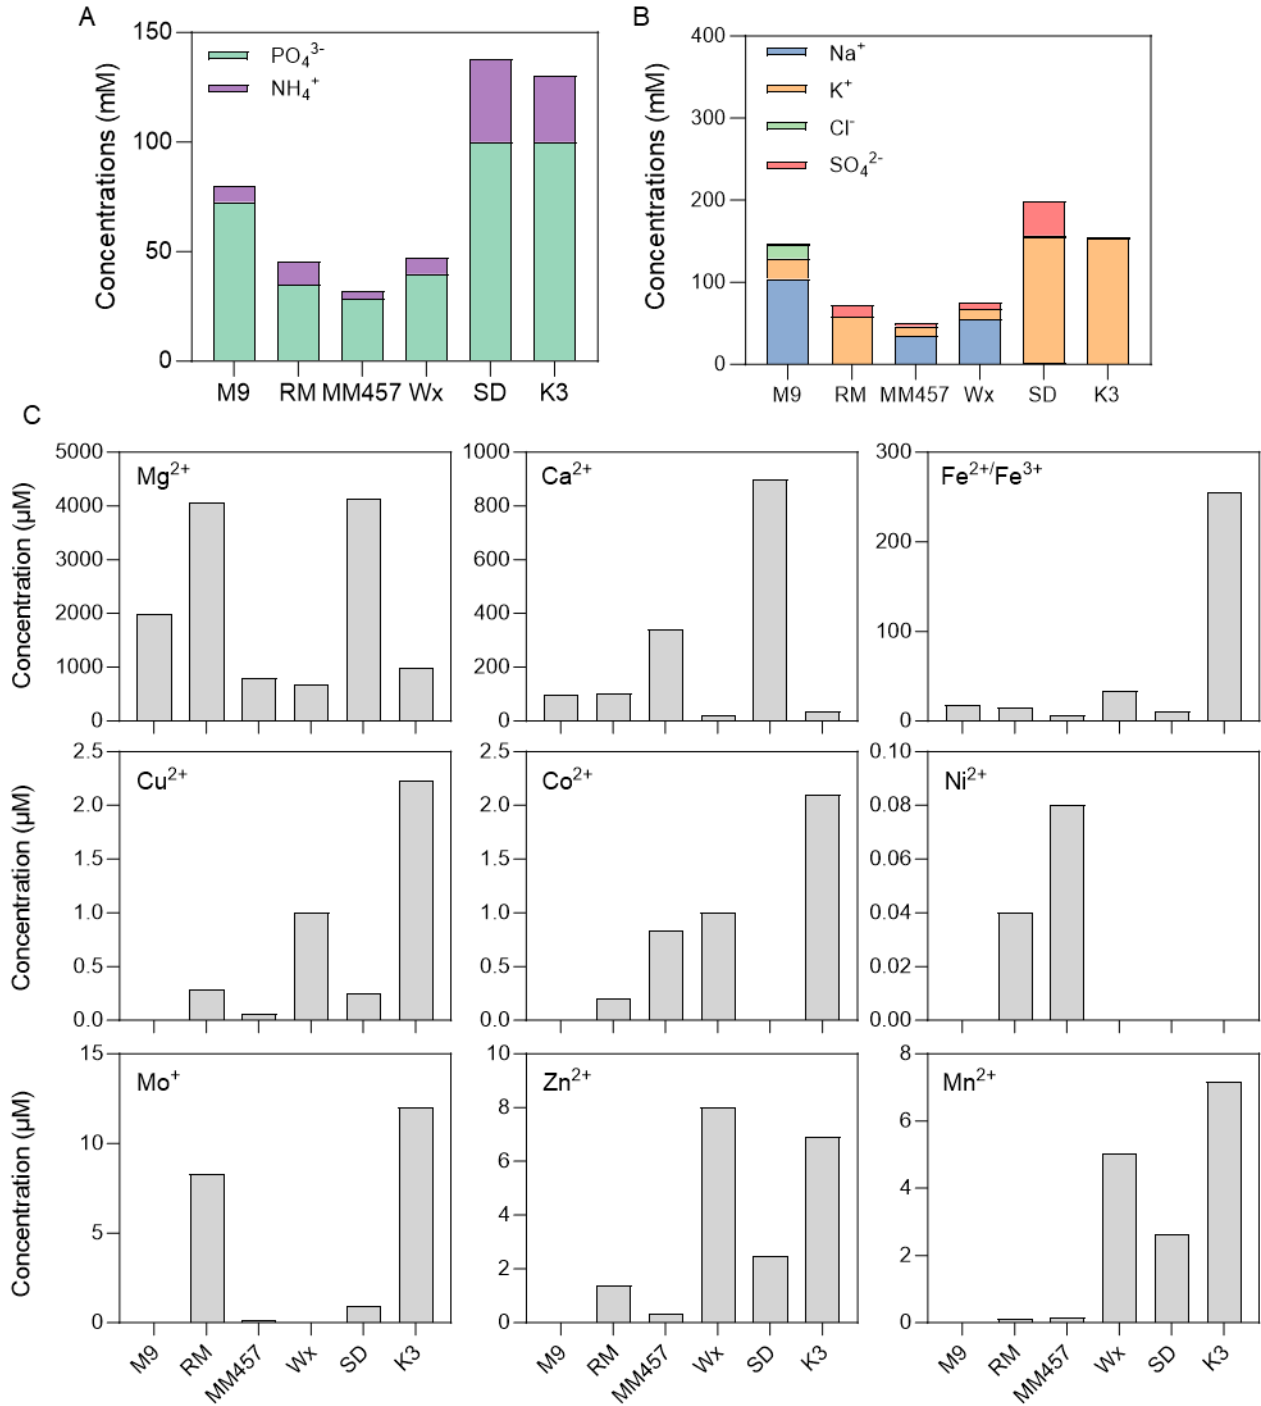 A
Concentrations (mM)
150
100
50
0
PO₄³⁻
NH₄⁺
M9 RM MM457 Wx SD K3
B
Concentrations (mM)
400
300
200
100
0
Na⁺
K⁺
Cl⁻
SO₄²⁻
M9 RM MM457 Wx SD K3
C
Concentration (μM)
5000
4000
3000
2000
1000
0
Mg²⁺
1000
800
600
400
200
0
Ca²⁺
300
200
100
0
Fe²⁺/Fe³⁺
Concentration (μM)
2.5
2.0
1.5
1.0
0.5
0.0
Cu²⁺
2.5
2.0
1.5
1.0
0.5
0.0
Co²⁺
0.10
0.08
0.06
0.04
0.02
0.00
Ni²⁺
Concentration (μM)
15
10
5
0
Mo⁺
M9 RM MM457 Wx SD K3
10
8
6
4
2
0
Zn²⁺
M9 RM MM457 Wx SD K3
8
6
4
2
0
Mn²⁺
M9 RM MM457 Wx SD K3